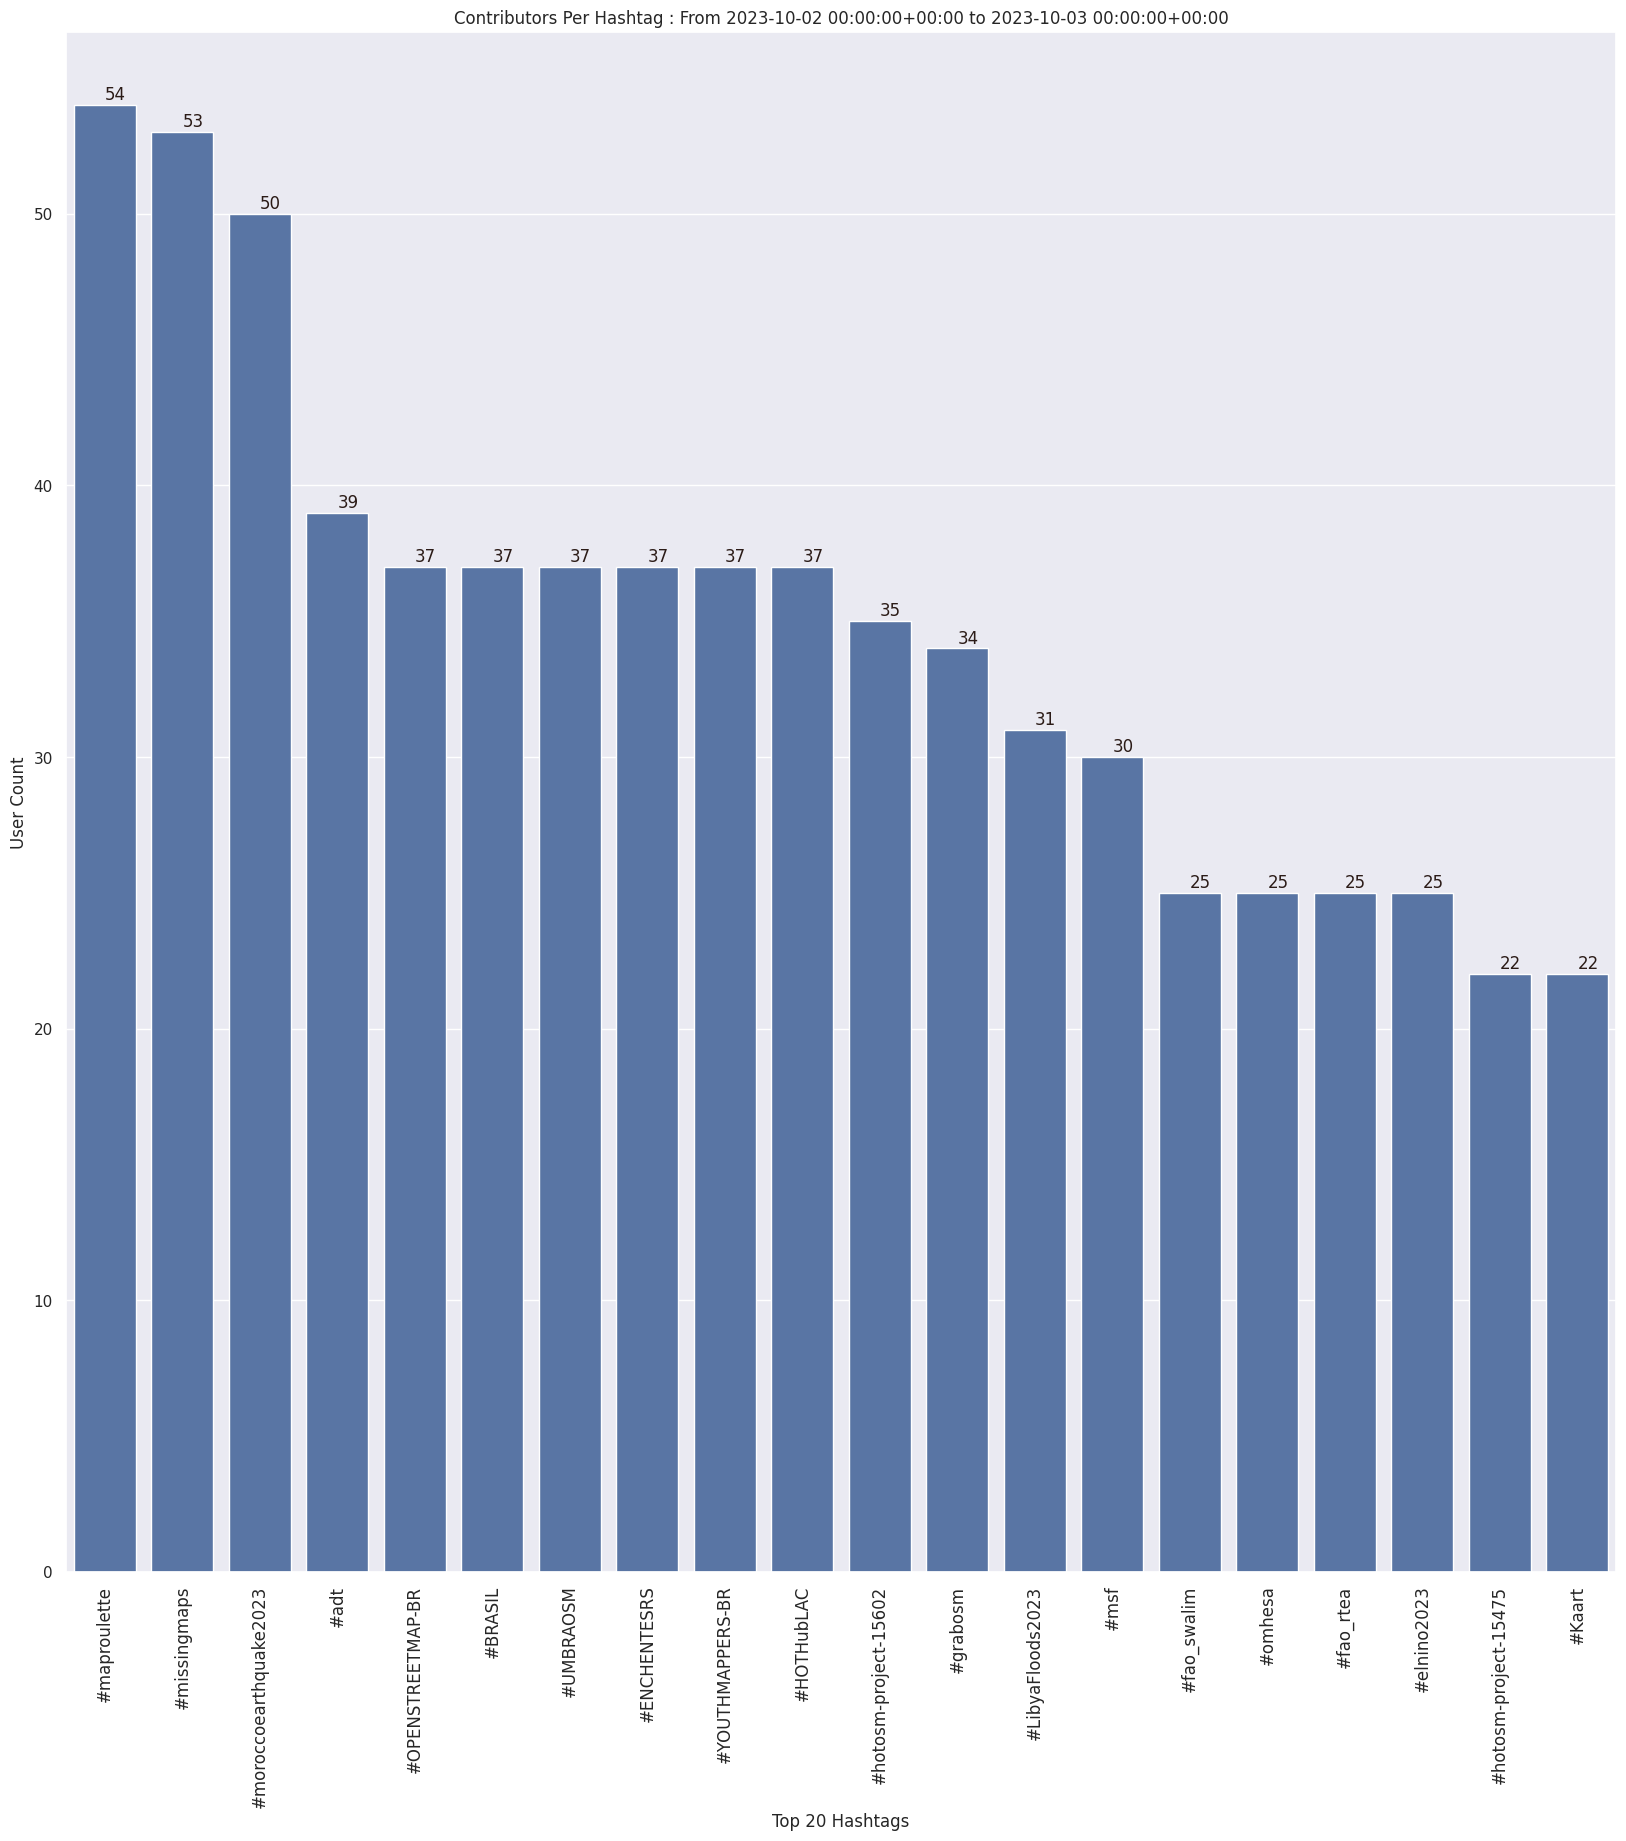 Contributors Per Hashtag : From 2023-10-02 00:00:00+00:00 to 2023-10-03 00:00:00+00:00
54
53
50
39
37
37
37
37
37
37
35
34
31
30
25
25
25
25
22
22
User Count
50
40
30
20
10
0
#maproulette
#missingmaps
#moroccoearthquake2023
#adt
#OPENSTREETMAP-BR
#BRASIL
#UMBRAOSM
#ENCHENTESRS
#YOUTHMAPPERS-BR
#HOTHubLAC
#hotosm-project-15602
#grabosm
#LibyaFloods2023
#msf
#fao_swalim
#omhesa
#fao_rtea
#elnino2023
#hotosm-project-15475
#Kaart
Top 20 Hashtags